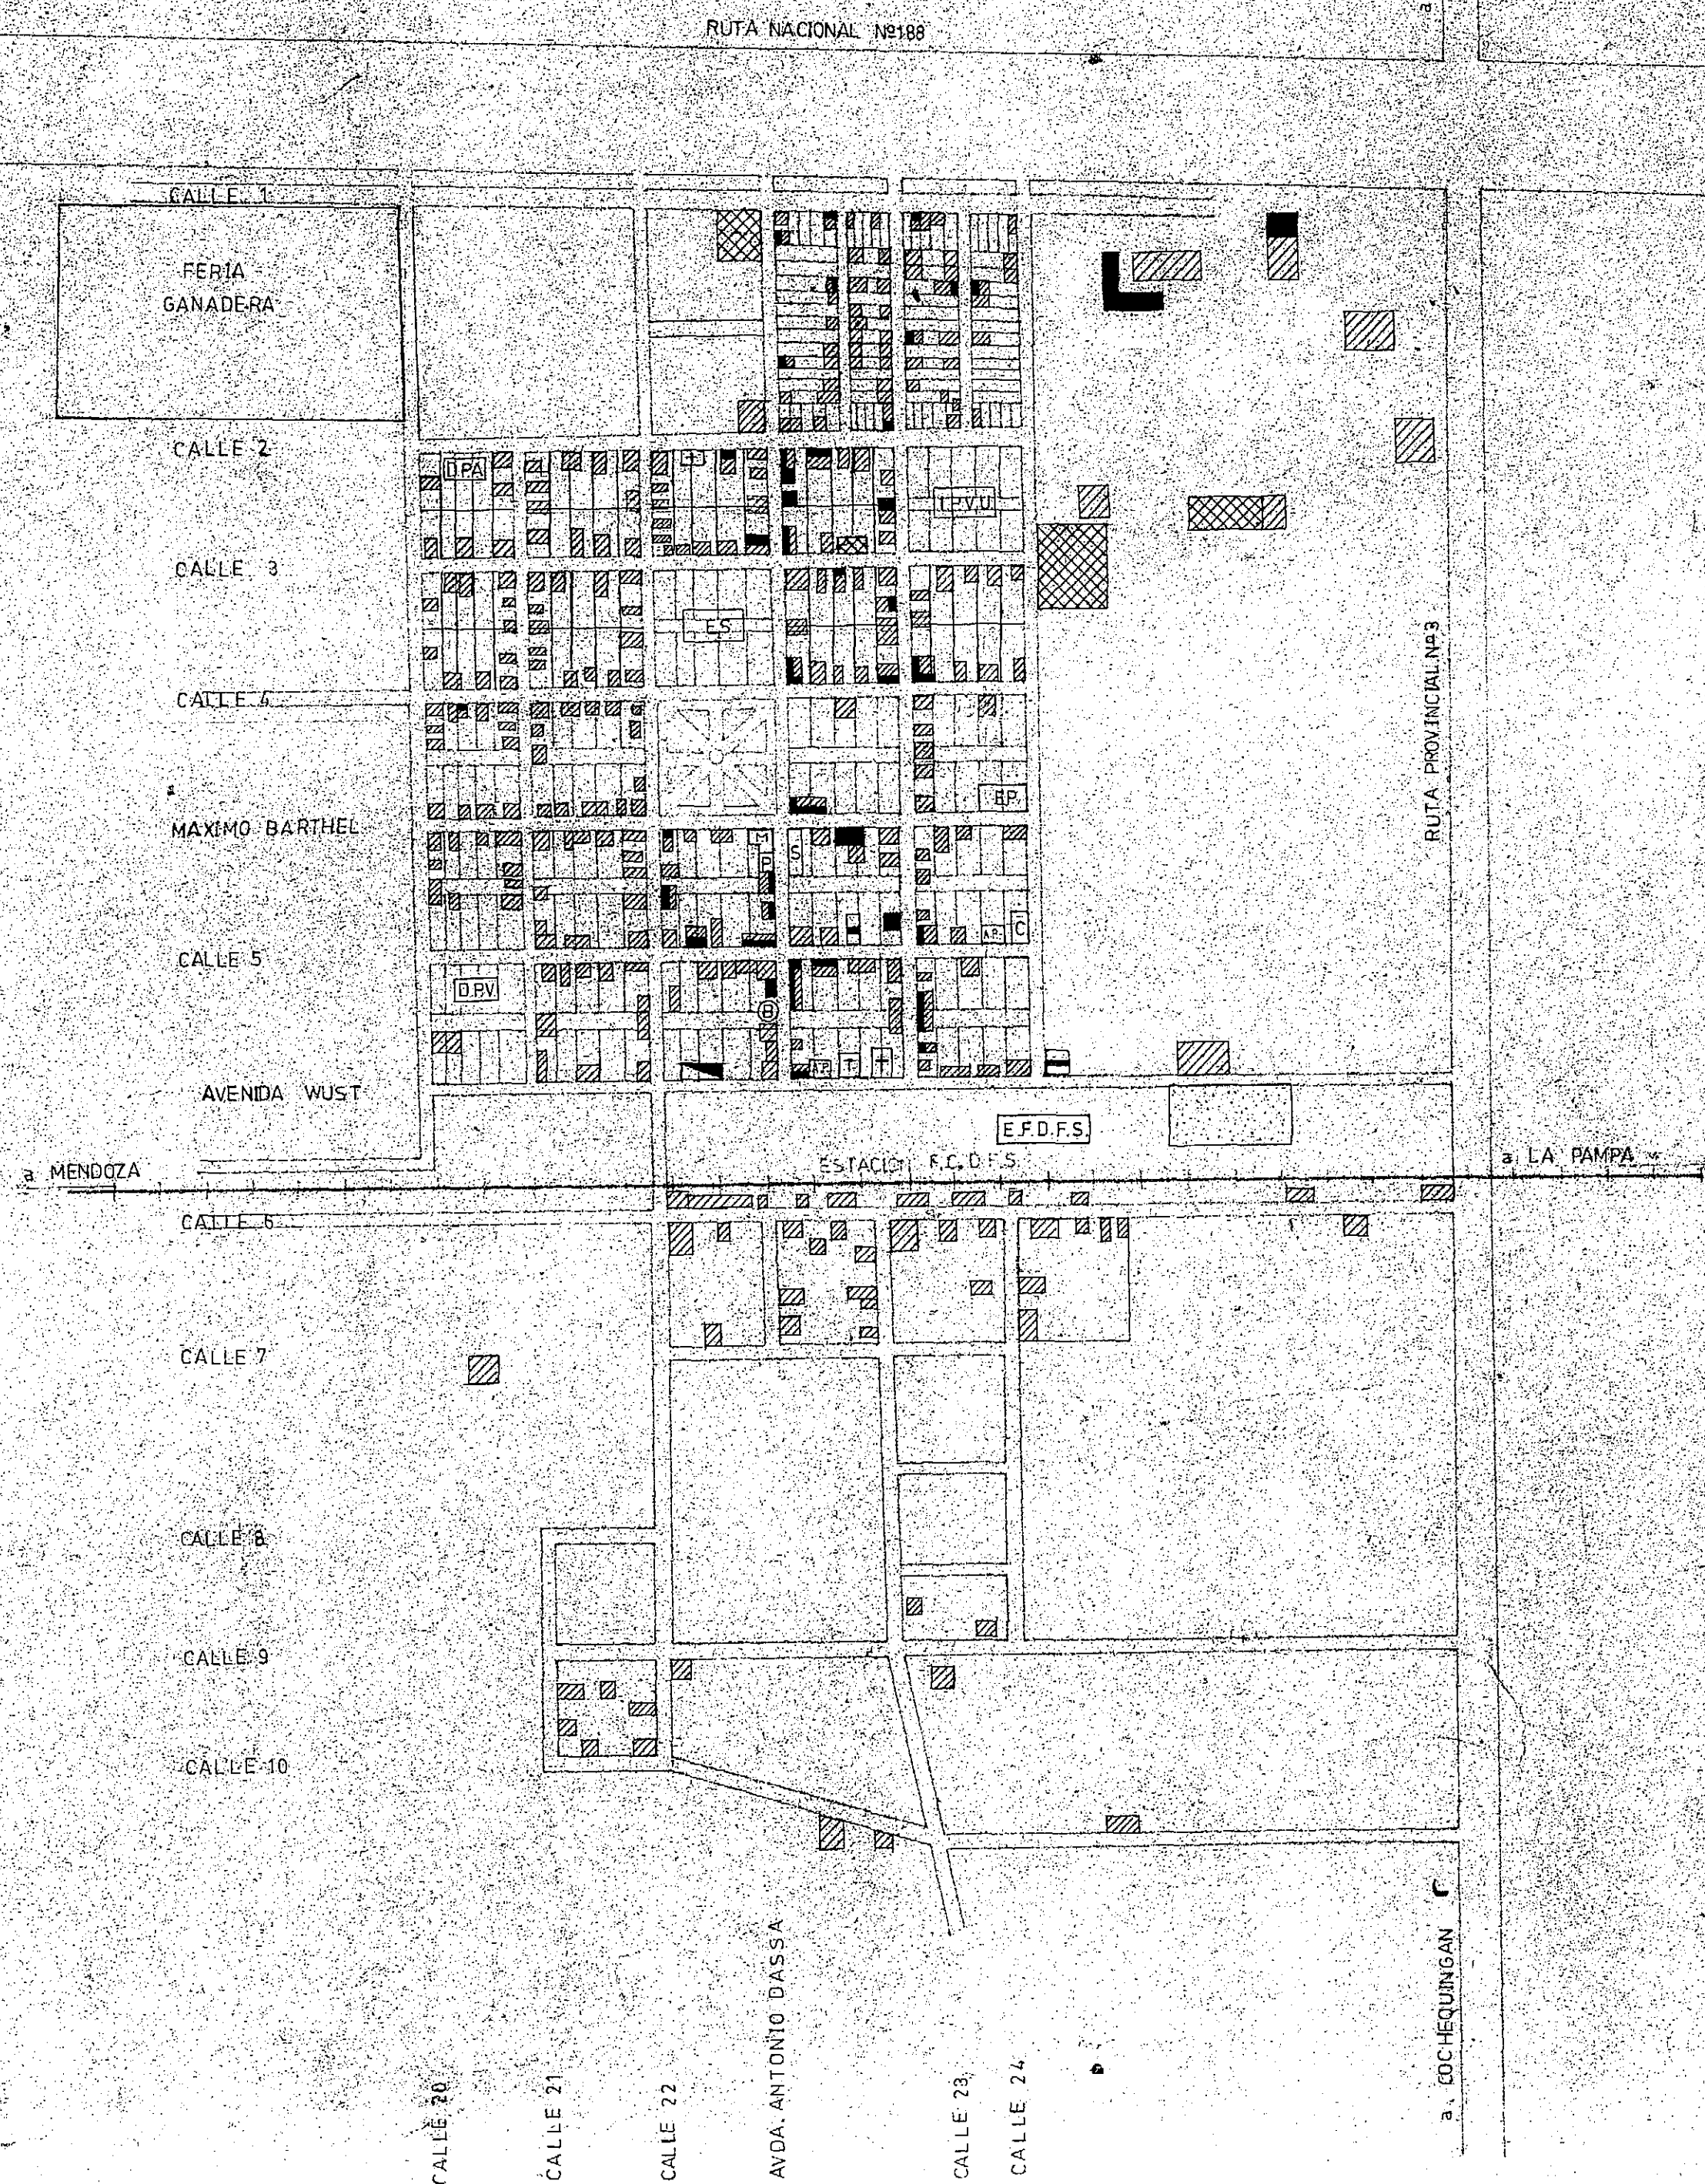 RUTA NACIONAL Nº188
a
CALLE 1
FERIA
GANADERA
CALLE 2
D.P.A.
I.P.V.U.
CALLE 3
E.S.
CALLE 4
RUTA PROVINCIAL Nº3
E.P.
MAXIMO BARTHEL
M
P
S
A.P.
C
CALLE 5
D.P.V.
B
A.P.
T.
AVENIDA WUST
E.F.D.F.S.
ESTACION F.C.D.F.S.
a MENDOZA
a LA PAMPA
CALLE 6
CALLE 7
CALLE 8
CALLE 9
CALLE 10
CALLE 20
CALLE 21
CALLE 22
AVDA. ANTONIO DASSA
CALLE 23
CALLE 24
a COCHEQUINGAN